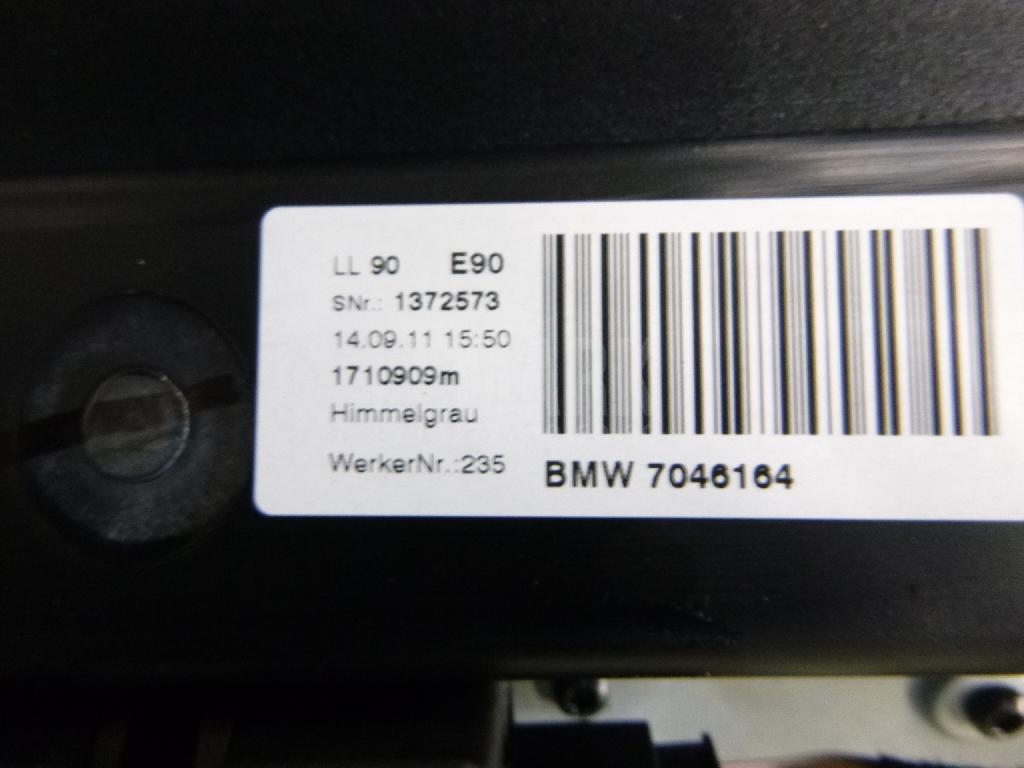 LL 90 E90
SNr.: 1372573
14.09.11 15:50
1710909m
Himmelgrau
WerkerNr.:235
BMW 7046164